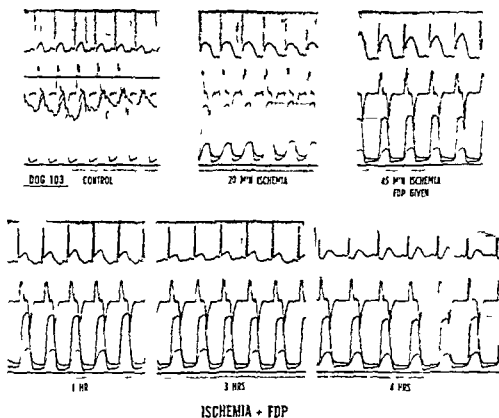 DOG 103 CONTROL
20 MIN ISCHEMIA
45 MIN ISCHEMIA
FDP GIVEN
1 HR
3 HRS
4 HRS
ISCHEMIA + FDP